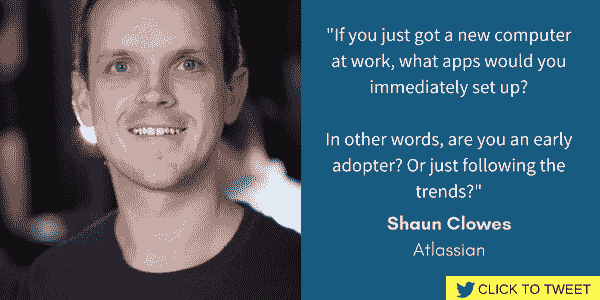 "If you just got a new computer
at work, what apps would you
immediately set up?
In other words, are you an early
adopter? Or just following the
trends?"
Shaun Clowes
Atlassian
CLICK TO TWEET